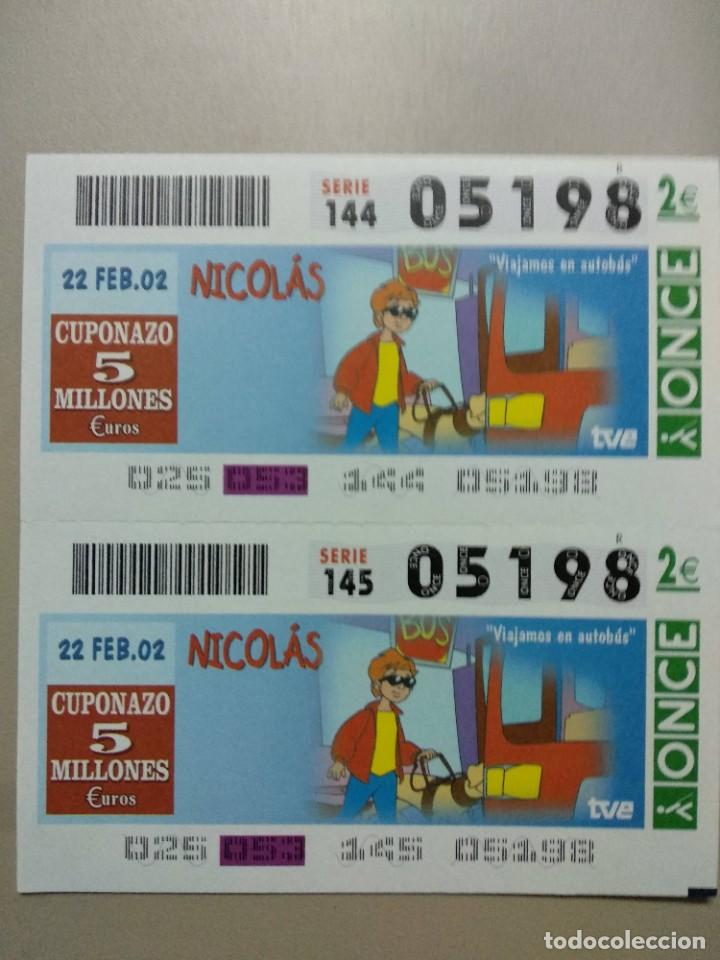 R
SERIE
144
05198
2€
22 FEB.02
NICOLÁS
BUS
"Viajamos en autobús"
CUPONAZO
5
MILLONES
€uros
tve
ONCE
025 053 144 05198
R
SERIE
145
05198
2€
22 FEB.02
NICOLÁS
BUS
"Viajamos en autobús"
CUPONAZO
5
MILLONES
€uros
tve
ONCE
025 053 145 05198
todocoleccion